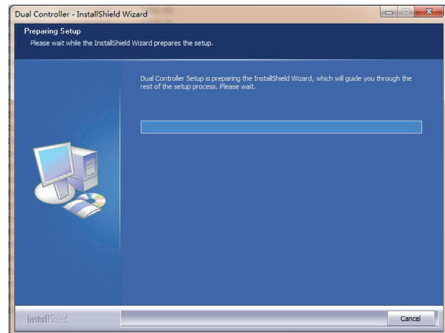 Dual Controller - InstallShield Wizard
Preparing Setup
Please wait while the InstallShield Wizard prepares the setup.
Dual Controller Setup is preparing the InstallShield Wizard, which will guide you through the
rest of the setup process. Please wait.
InstallShield
Cancel